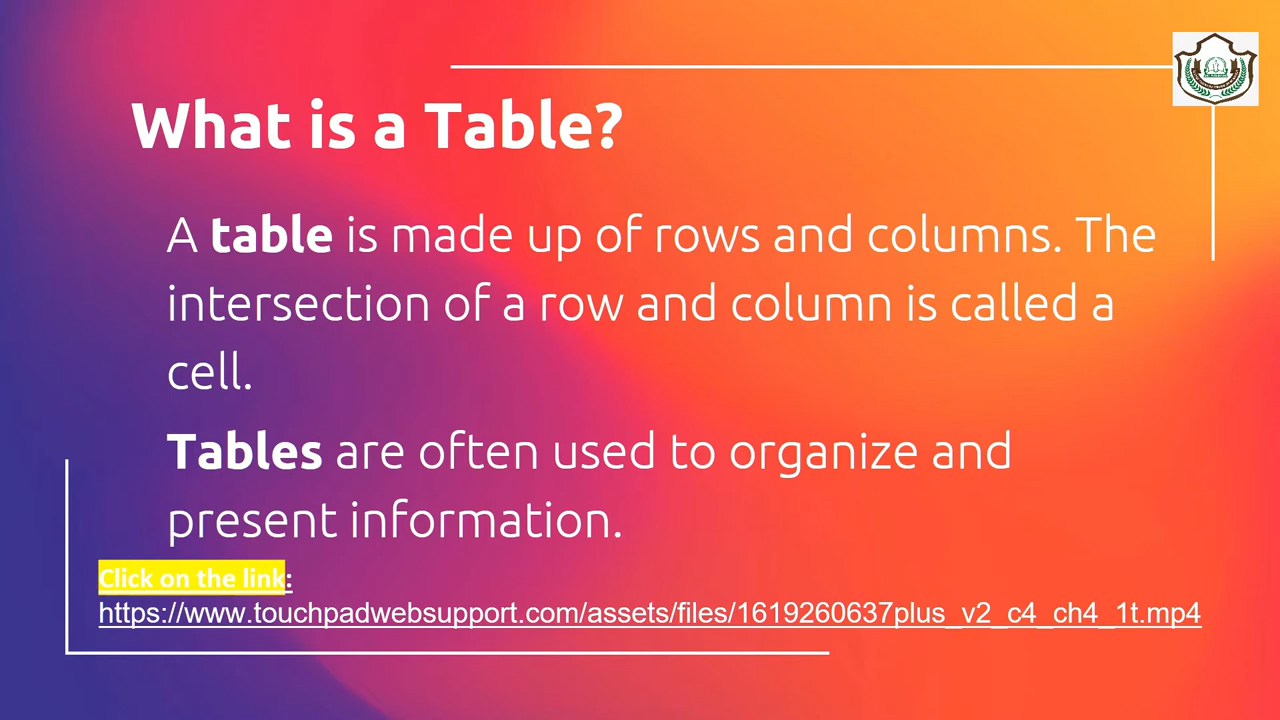 What is a Table?
A table is made up of rows and columns. The
intersection of a row and column is called a
cell.
Tables are often used to organize and
present information.
Click on the link:
https://www.touchpadwebsupport.com/assets/files/1619260637plus_v2_c4_ch4_1t.mp4